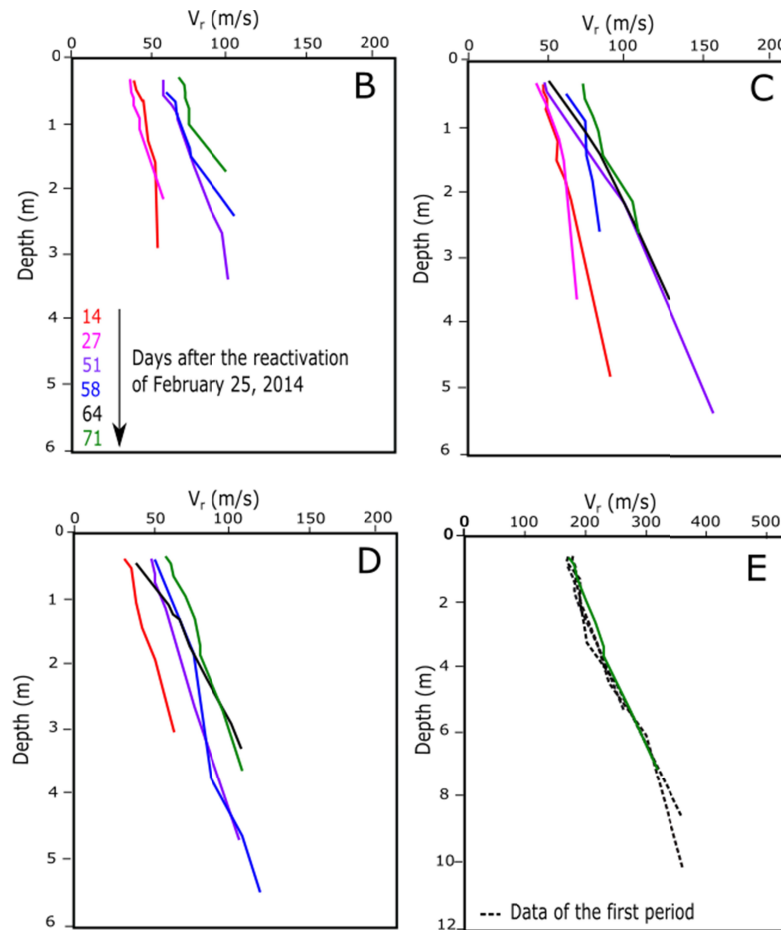 Vr (m/s)
0 50 100 150 200
0
1
2
3
4
5
6
Depth (m)
B
14
27
51
58
64
71
Days after the reactivation
of February 25, 2014
Vr (m/s)
0 50 100 150 200
0
1
2
3
4
5
6
Depth (m)
C
Vr (m/s)
0 50 100 150 200
0
1
2
3
4
5
6
Depth (m)
D
Vr (m/s)
0 100 200 300 400 500
0
2
4
6
8
10
12
Depth (m)
E
Data of the first period